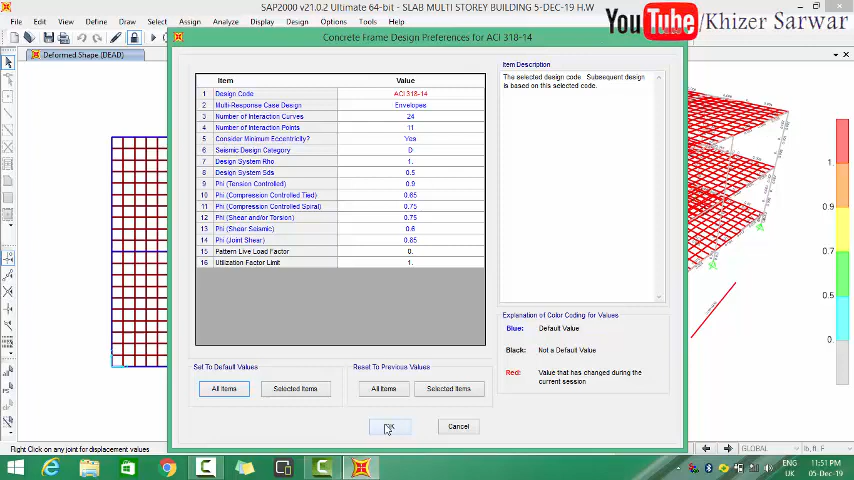 SAP2000 v21.0.2 Ultimate 64-bit - SLAB MULTI STOREY BUILDING 5-DEC-19 H.W
YouTube/Khizer Sarwar
File Edit View Define Draw Select Assign Analyze Display Design Options Tools Help
Concrete Frame Design Preferences for ACI 318-14
Deformed Shape (DEAD)
Item Value
1 Design Code ACI 318-14
2 Multi-Response Case Design Envelopes
3 Number of Interaction Curves 24
4 Number of Interaction Points 11
5 Consider Minimum Eccentricity? Yes
6 Seismic Design Category D
7 Design System Rho 1.
8 Design System Sds 0.5
9 Phi (Tension Controlled) 0.9
10 Phi (Compression Controlled Tied) 0.65
11 Phi (Compression Controlled Spiral) 0.75
12 Phi (Shear and/or Torsion) 0.75
13 Phi (Shear Seismic) 0.6
14 Phi (Joint Shear) 0.85
15 Pattern Live Load Factor 0.
16 Utilization Factor Limit 1.
Item Description
The selected design code. Subsequent design
is based on this selected code.
Explanation of Color Coding for Values
Blue: Default Value
Black: Not a Default Value
Red: Value that has changed during the
current session
Set To Default Values
All Items Selected Items
Reset To Previous Values
All Items Selected Items
OK Cancel
1.
0.9
0.7
0.5
0
Right Click on any joint for displacement values
GLOBAL
lb, ft, F
ENG
UK
11:51 PM
05-Dec-19